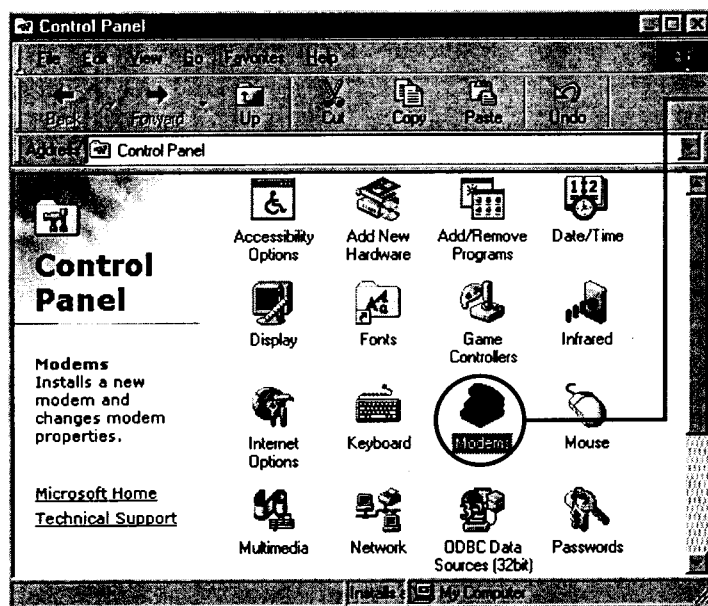 Control Panel
File Edit View Go Favorites Help
Back Forward Up Cut Copy Paste Undo
Address Control Panel
Control
Panel
Modems
Installs a new
modem and
changes modem
properties.
Microsoft Home
Technical Support
Accessibility
Options
Add New
Hardware
Add/Remove
Programs
Date/Time
Display
Fonts
Game
Controllers
Infrared
Internet
Options
Keyboard
Modems
Mouse
Multimedia
Network
ODBC Data
Sources (32bit)
Passwords
Installs My Computer